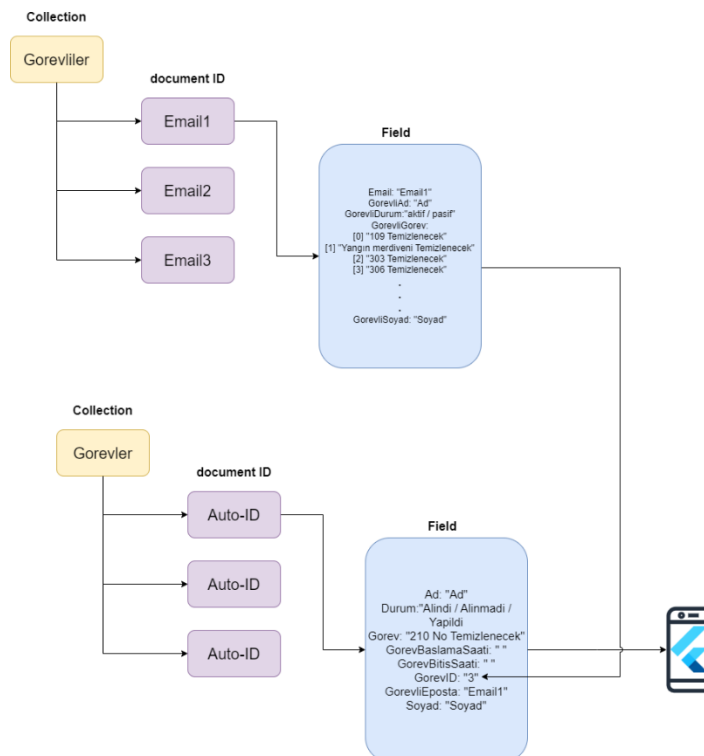 Collection
Gorevliler
document ID
Email1
Email2
Email3
Field
Email: "Email1"
GorevliAd: "Ad"
GorevliDurum:"aktif / pasif"
GorevliGorev:
[0] "109 Temizlenecek"
[1] "Yangın merdiveni Temizlenecek"
[2] "303 Temizlenecek"
[3] "306 Temizlenecek"
.
.
.
GorevliSoyad: "Soyad"
Collection
Gorevler
document ID
Auto-ID
Auto-ID
Auto-ID
Field
Ad: "Ad"
Durum:"Alindi / Alinmadi /
Yapildi
Gorev: "210 No Temizlenecek"
GorevBaslamaSaati: " "
GorevBitisSaati: " "
GorevID: "3"
GorevliEposta: "Email1"
Soyad: "Soyad"